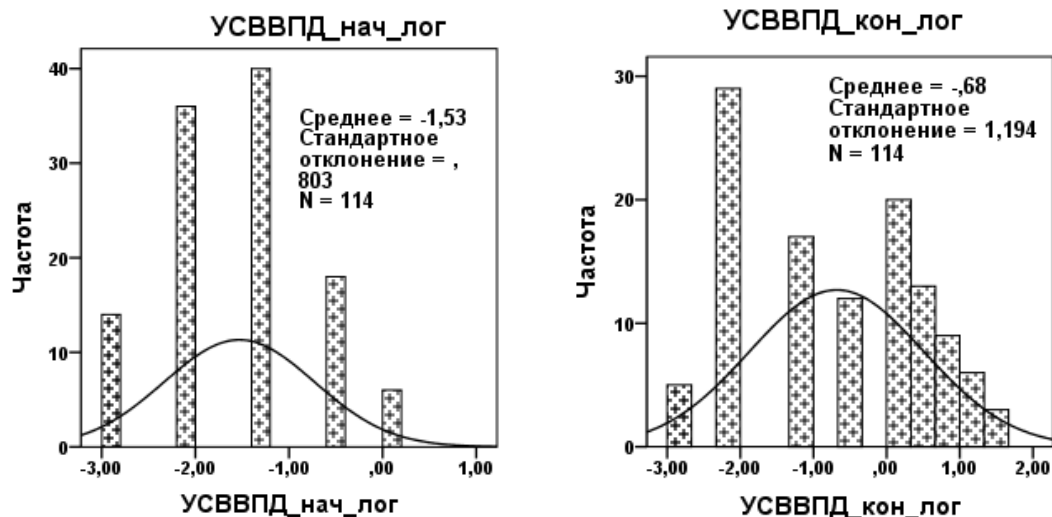 УСВВПД_нач_лог
40
30
20
10
0
Частота
Среднее = -1,53
Стандартное
отклонение = ,
803
N = 114
-3,00 -2,00 -1,00 ,00 1,00
УСВВПД_нач_лог
УСВВПД_кон_лог
30
20
10
0
Частота
Среднее = -,68
Стандартное
отклонение = 1,194
N = 114
-3,00 -2,00 -1,00 ,00 1,00 2,00
УСВВПД_кон_лог